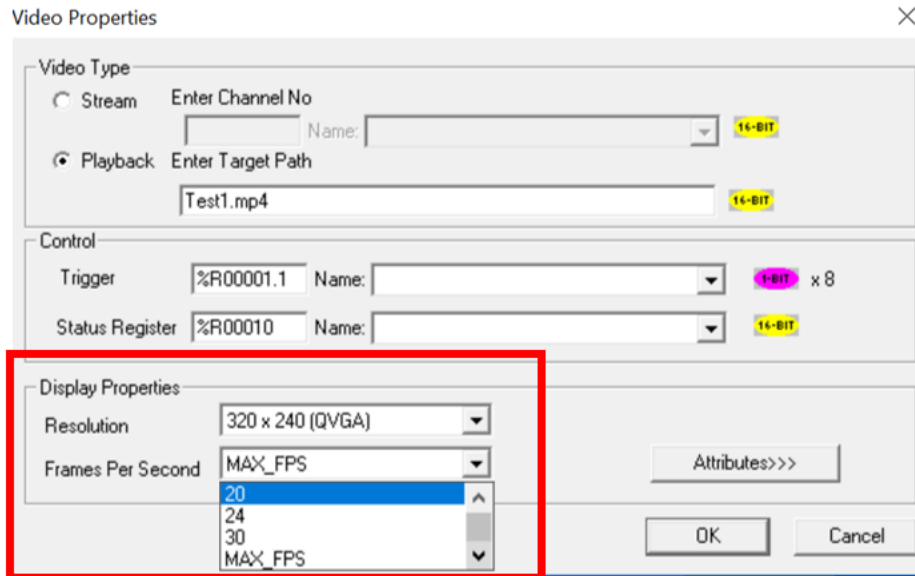 Video Properties
Video Type
Stream Enter Channel No
Name: 16-BIT
Playback Enter Target Path
Test1.mp4 16-BIT
Control
Trigger %R00001.1 Name: 1-BIT x 8
Status Register %R00010 Name: 16-BIT
Display Properties
Resolution 320 x 240 (QVGA)
Frames Per Second MAX_FPS Attributes>>>
20
24
30
MAX_FPS
OK Cancel